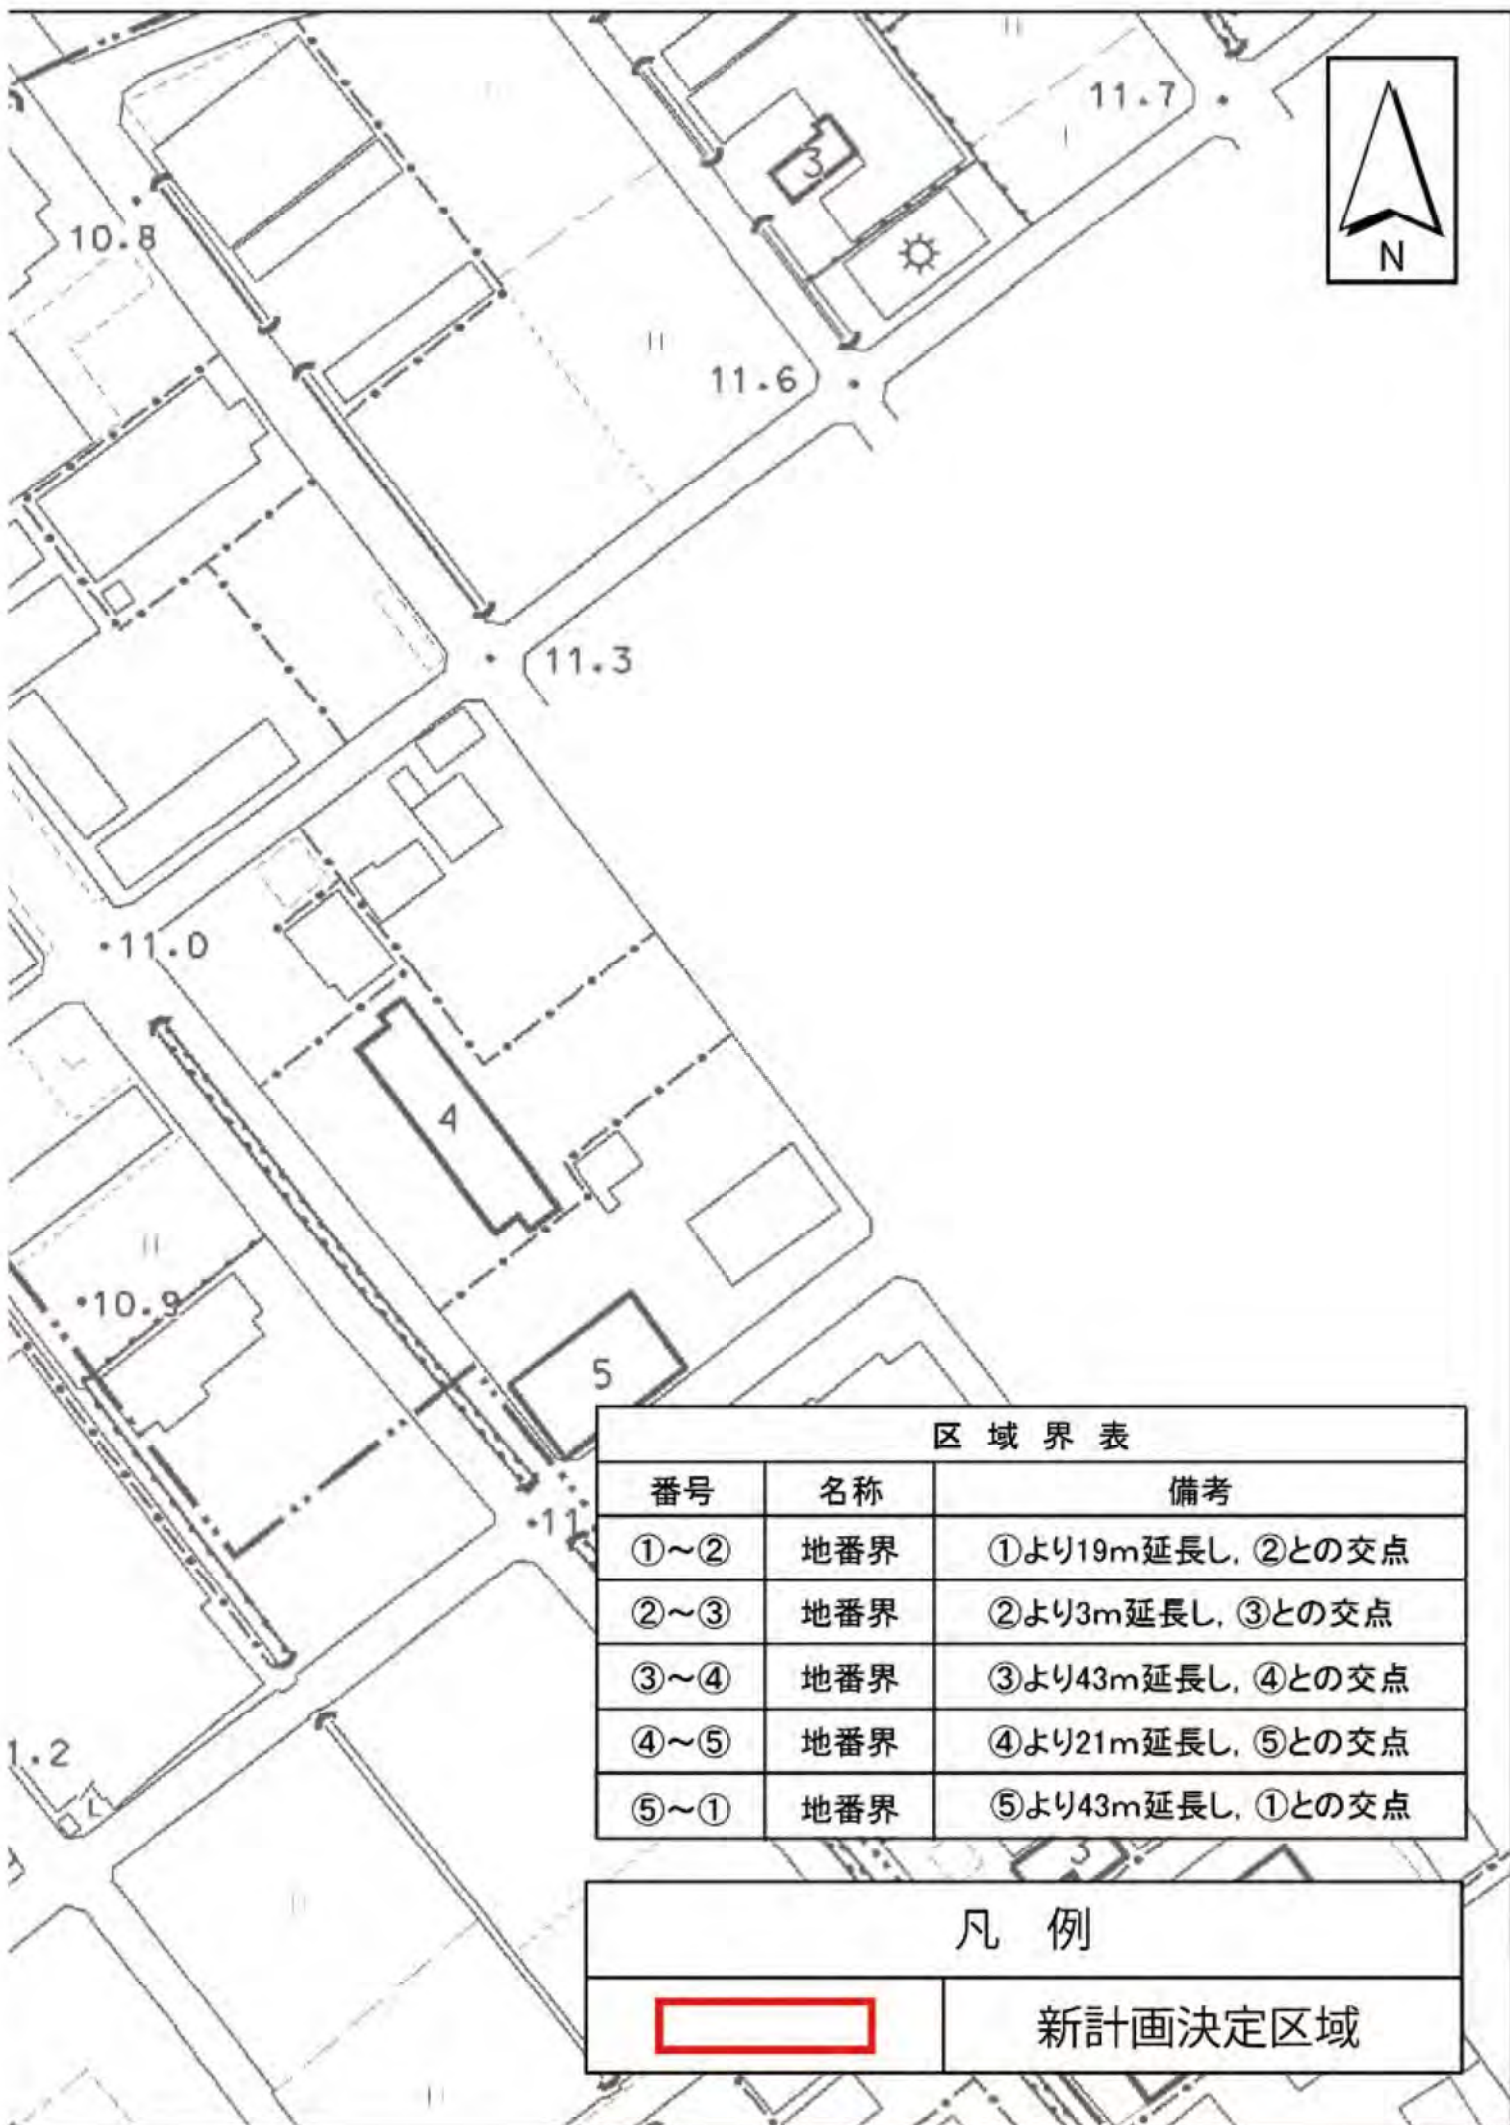 11.7
3
10.8
N
11.6
11.3
11.0
4
10.9
5
11
区域界表
番号 名称 備考
①～② 地番界 ①より19m延長し, ②との交点
②～③ 地番界 ②より3m延長し, ③との交点
③～④ 地番界 ③より43m延長し, ④との交点
④～⑤ 地番界 ④より21m延長し, ⑤との交点
⑤～① 地番界 ⑤より43m延長し, ①との交点
1.2
3
凡例
新計画決定区域